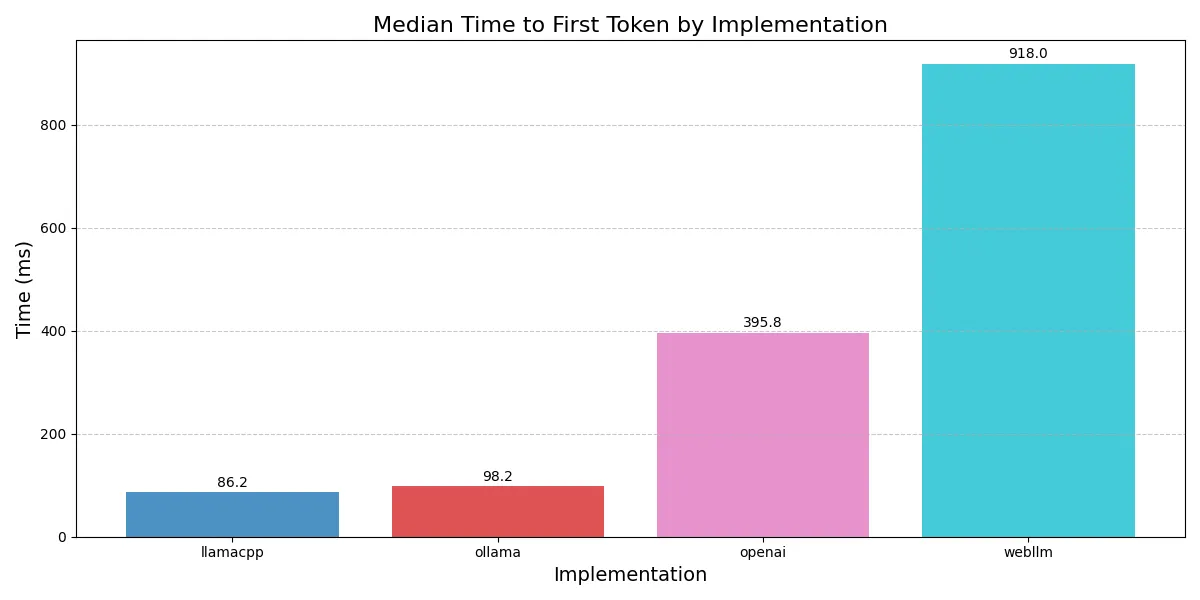 Median Time to First Token by Implementation
918.0
800
600
Time (ms)
400
395.8
200
86.2
98.2
0
llamacpp
ollama
openai
webllm
Implementation